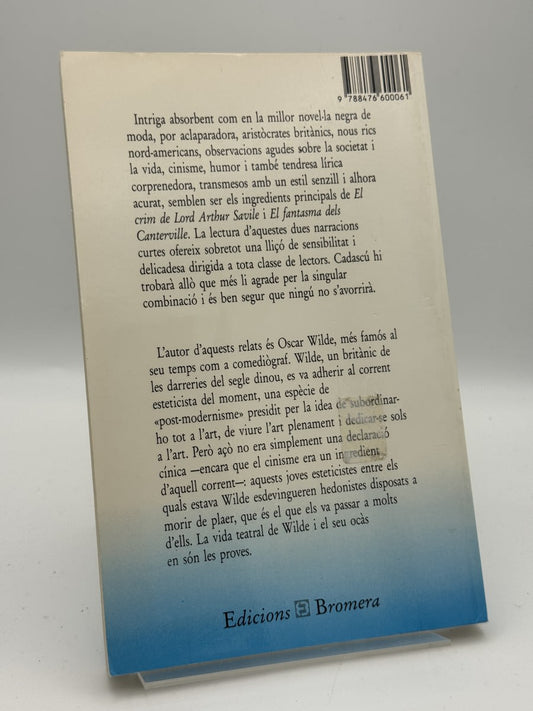 9 788476 600061
Intriga absorbent com en la millor novel·la negra de
moda, por aclaparadora, aristòcrates britànics, nous rics
nord-americans, observacions agudes sobre la societat i
la vida, cinisme, humor i també tendresa lírica
corprenedora, transmesos amb un estil senzill i alhora
acurat, semblen ser els ingredients principals de El
crim de Lord Arthur Savile i El fantasma dels
Canterville. La lectura d'aquestes dues narracions
curtes ofereix sobretot una lliçó de sensibilitat i
delicadesa dirigida a tota classe de lectors. Cadascú hi
trobarà allò que més li agrade per la singular
combinació i és ben segur que ningú no s'avorrirà.
L'autor d'aquests relats és Oscar Wilde, més famós al
seu temps com a comediògraf. Wilde, un britànic de
les darreries del segle dinou, es va adherir al corrent
esteticista del moment, una espècie de
«post-modernisme» presidit per la idea de subordinar-
ho tot a l'art, de viure l'art plenament i dedicar-se sols
a l'art. Però açò no era simplement una declaració
cínica —encara que el cinisme era un ingredient
d'aquell corrent—: aquests joves esteticistes entre els
quals estava Wilde esdevingueren hedonistes disposats a
morir de plaer, que és el que els va passar a molts
d'ells. La vida teatral de Wilde i el seu ocàs
en són les proves.
Edicions Bromera